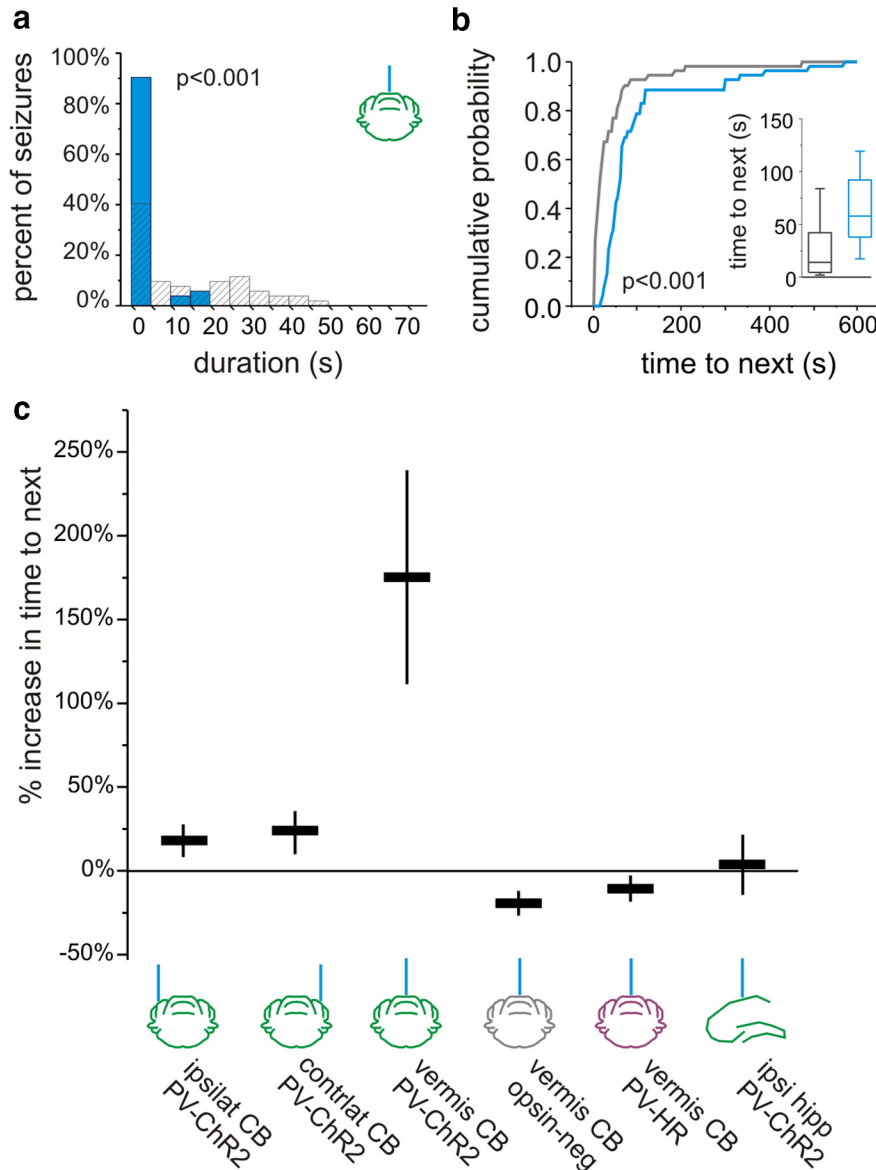 a
percent of seizures
100%
80%
60%
40%
20%
0%
p<0.001
0 10 20 30 40 50 60 70
duration (s)
b
cumulative probability
1.0
0.8
0.6
0.4
0.2
0.0
p<0.001
0 200 400 600
time to next (s)
time to next (s)
150
100
50
0
c
% increase in time to next
250%
200%
150%
100%
50%
0%
-50%
ipsilat CB
PV-ChR2
contrlat CB
PV-ChR2
vermis CB
PV-ChR2
vermis CB
opsin-neg
vermis CB
PV-HR
ipsi hipp
PV-ChR2